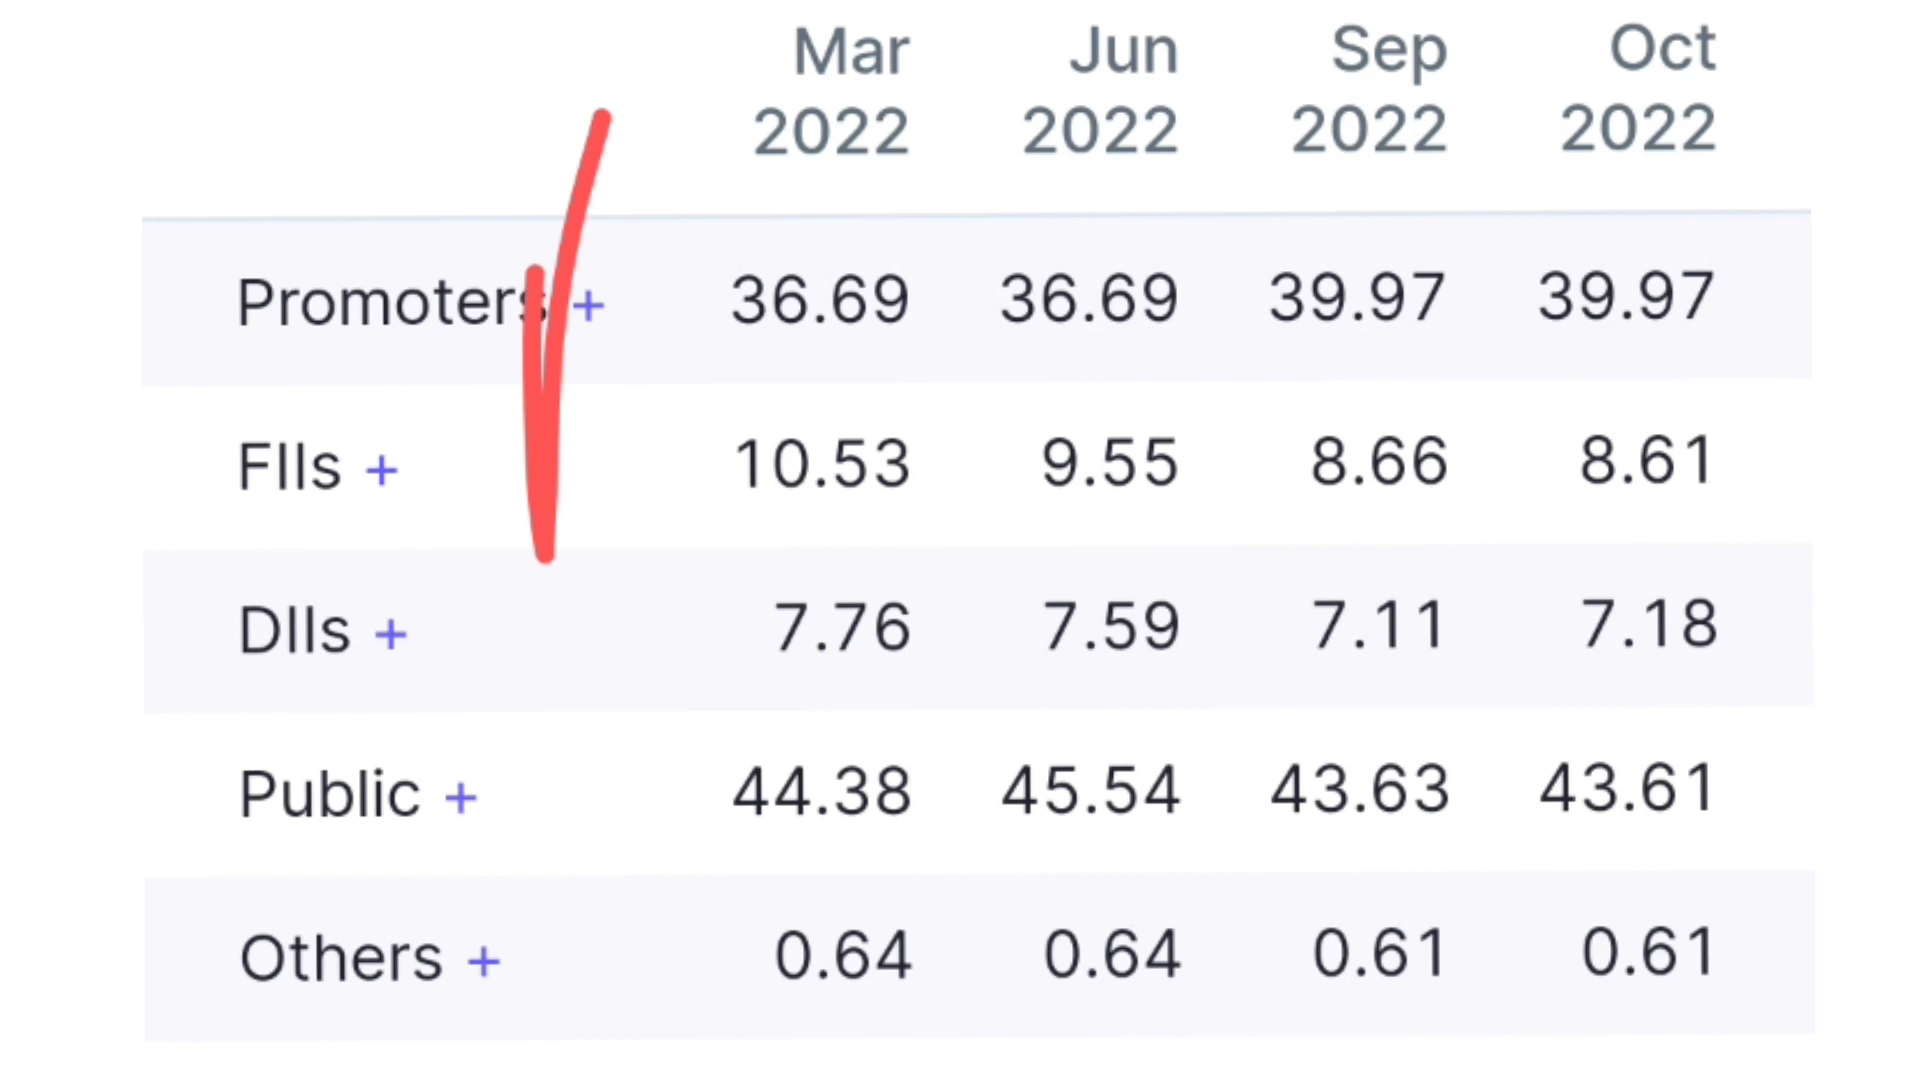 Mar Jun Sep Oct
2022 2022 2022 2022
Promoters + 36.69 36.69 39.97 39.97
FIIs + 10.53 9.55 8.66 8.61
DIIs + 7.76 7.59 7.11 7.18
Public + 44.38 45.54 43.63 43.61
Others + 0.64 0.64 0.61 0.61